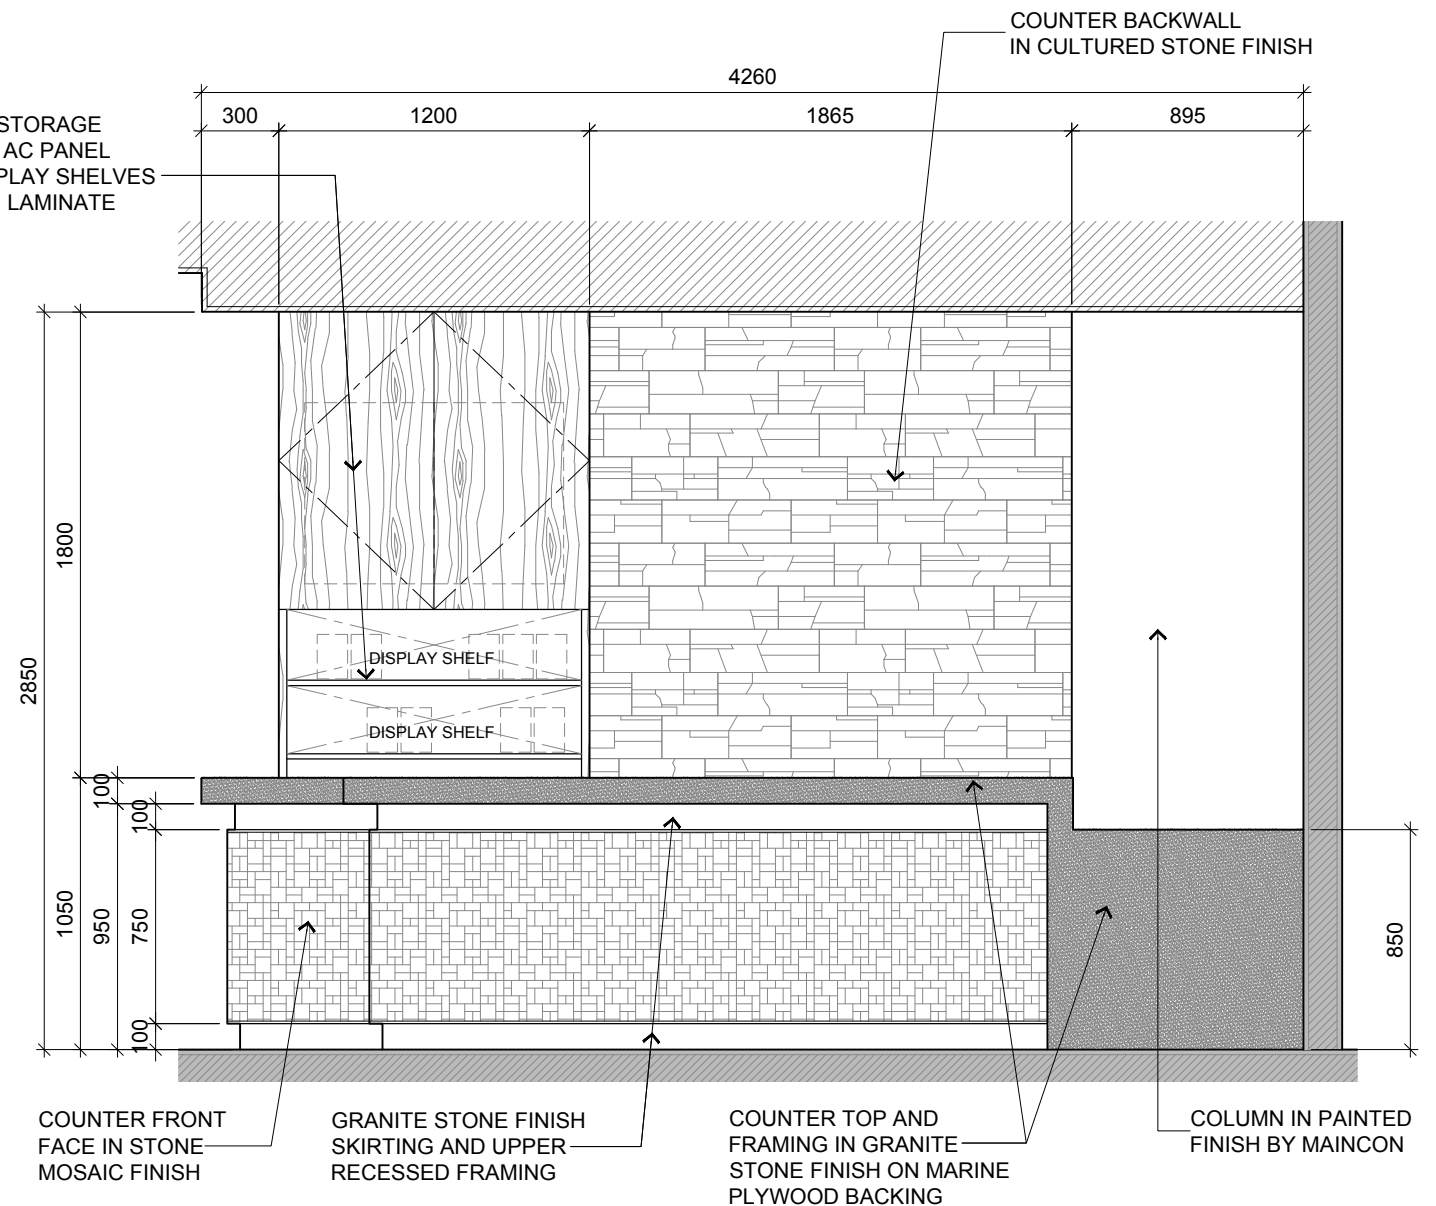 COUNTER BACKWALL
IN CULTURED STONE FINISH
4260
300 1200 1865 895
STORAGE
AC PANEL
PLAY SHELVES
LAMINATE
1800
2850
DISPLAY SHELF
DISPLAY SHELF
100
100
1050
950
750
850
100
COUNTER FRONT
FACE IN STONE
MOSAIC FINISH
GRANITE STONE FINISH
SKIRTING AND UPPER
RECESSED FRAMING
COUNTER TOP AND
FRAMING IN GRANITE
STONE FINISH ON MARINE
PLYWOOD BACKING
COLUMN IN PAINTED
FINISH BY MAINCON